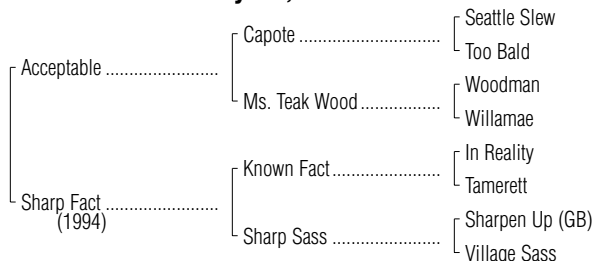 Seattle Slew
Capote ................................
Too Bald
Acceptable .........................
Woodman
Ms. Teak Wood ..................
Willamae
In Reality
Known Fact ........................
Tamerett
Sharp Fact .........................
(1994)
Sharpen Up (GB)
Sharp Sass ........................
Village Sass